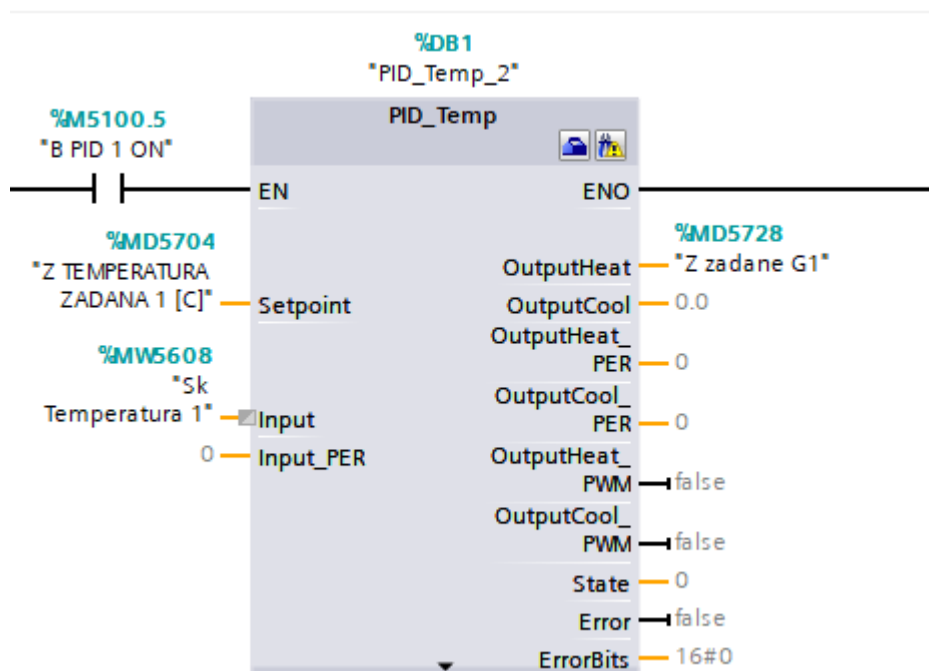 %DB1
"PID_Temp_2"
PID_Temp
%M5100.5
"B PID 1 ON"
EN
ENO
%MD5704
"Z TEMPERATURA
ZADANA 1 [C]"
Setpoint
%MW5608
"Sk
Temperatura 1"
Input
0
Input_PER
%MD5728
OutputHeat
"Z zadane G1"
OutputCool
0.0
OutputHeat_
PER
0
OutputCool_
PER
0
OutputHeat_
PWM
false
OutputCool_
PWM
false
State
0
Error
false
ErrorBits
16#0